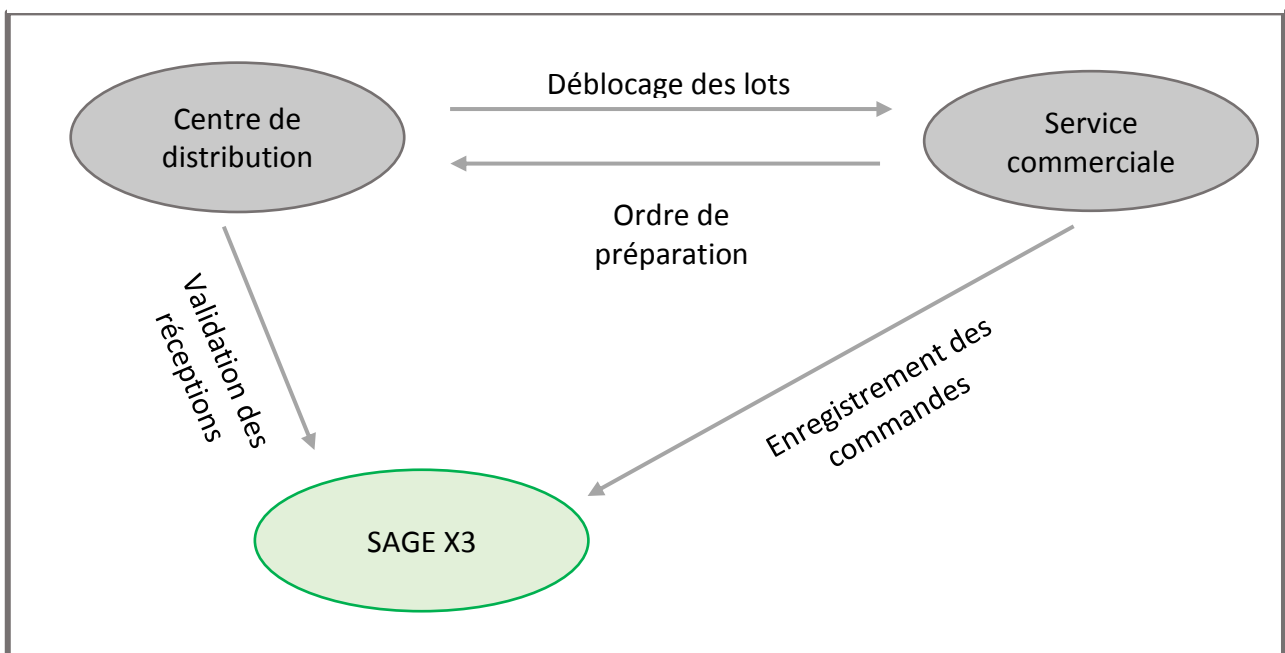 Déblocage des lots
Centre de
distribution
Service
commerciale
Ordre de
préparation
Validation des
réceptions
Enregistrement des
commandes
SAGE X3